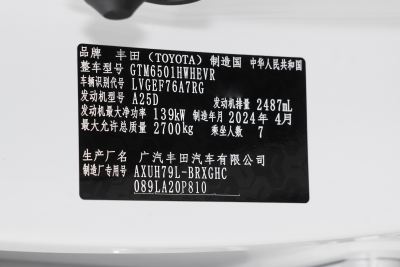 品牌 丰田(TOYOTA) 制造国 中华人民共和国
整车型号 GTM6501HWHEVR
车辆识别代号 LVGEF76A7RG
发动机型号 A25D 发动机排量 2487mL
发动机最大净功率 139kW 制造年月 2024年4月
最大允许总质量 2700kg 乘坐人数 7
生产厂名 广汽丰田汽车有限公司
制造厂专用号 AXUH79L-BRXGHC
089LA20P810